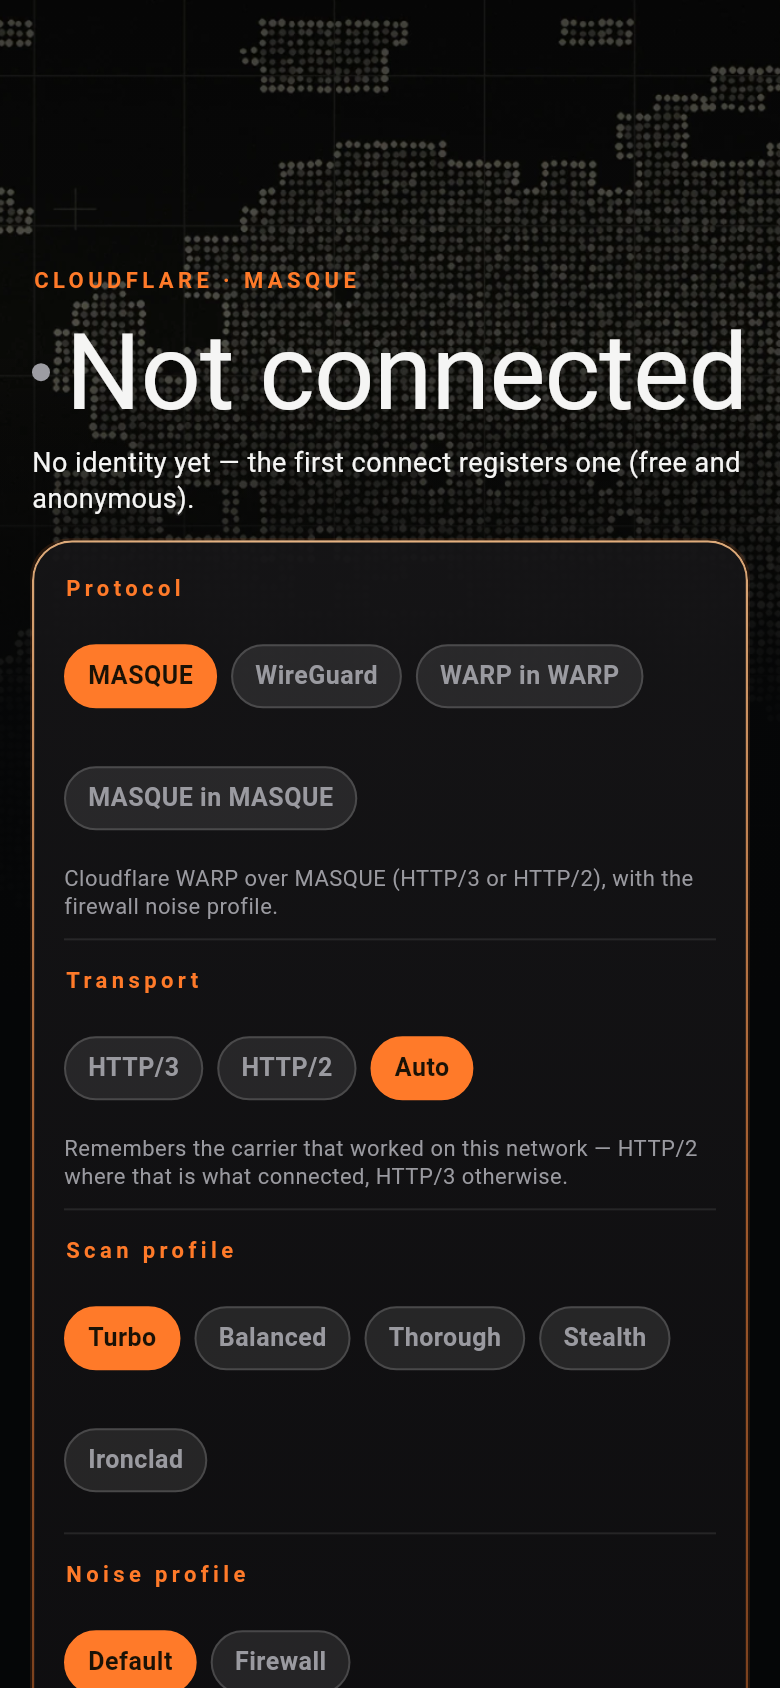 CLOUDFLARE · MASQUE
Not connected
No identity yet — the first connect registers one (free and
anonymous).
Protocol
MASQUE WireGuard WARP in WARP
MASQUE in MASQUE
Cloudflare WARP over MASQUE (HTTP/3 or HTTP/2), with the
firewall noise profile.
Transport
HTTP/3 HTTP/2 Auto
Remembers the carrier that worked on this network — HTTP/2
where that is what connected, HTTP/3 otherwise.
Scan profile
Turbo Balanced Thorough Stealth
Ironclad
Noise profile
Default Firewall